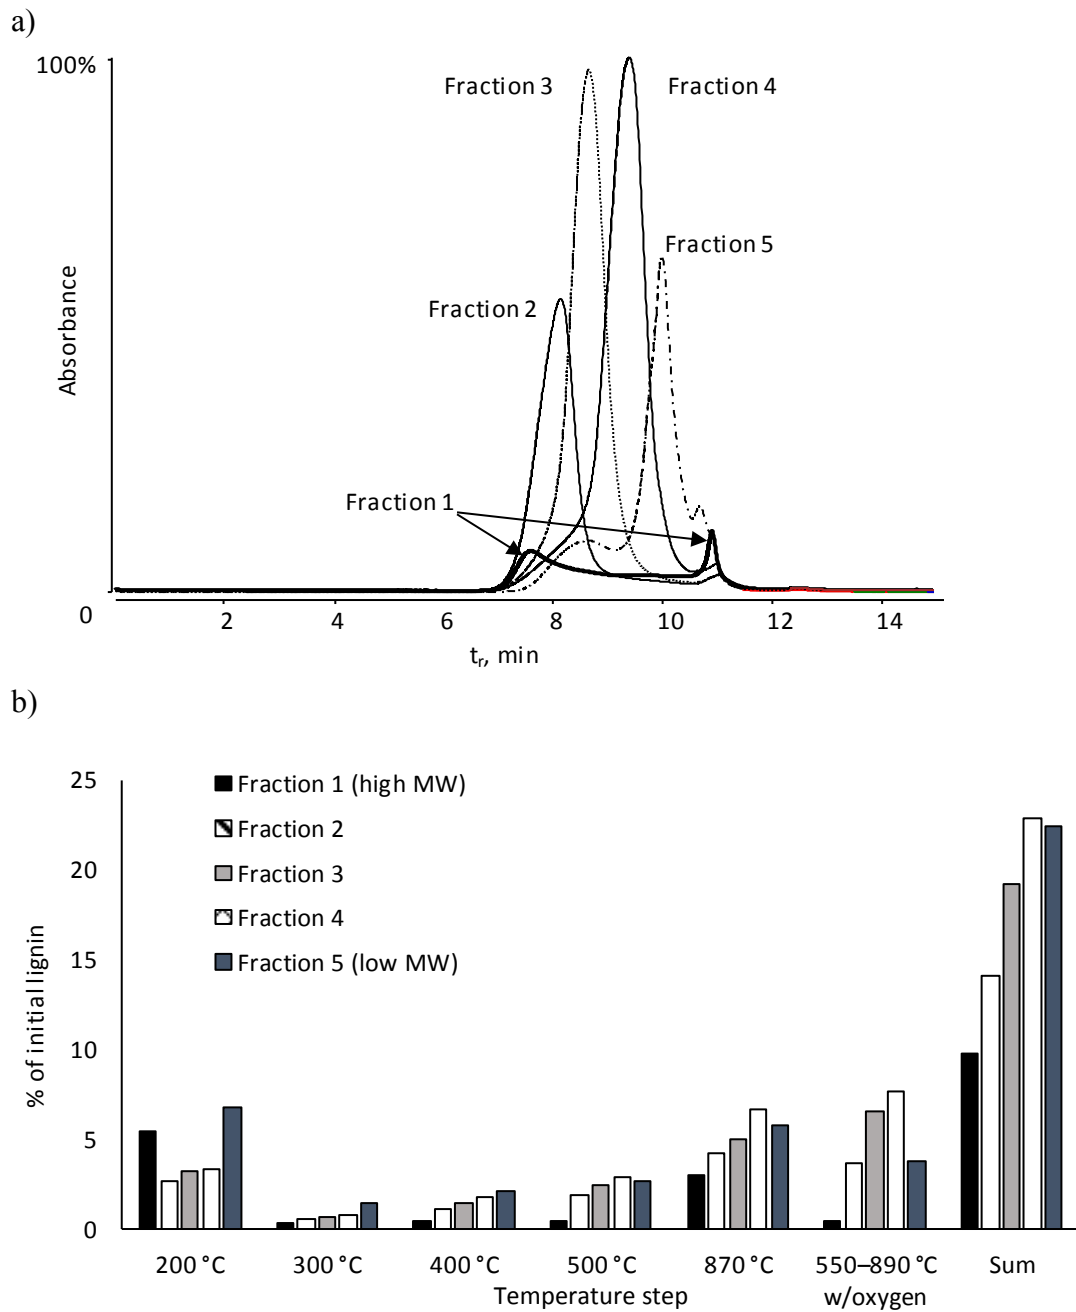 a)
100%
Fraction 3
Fraction 4
Fraction 5
Fraction 2
Absorbance
Fraction 1
0
2 4 6 8 10 12 14
tᵣ, min
b)
25
20
15
10
5
0
% of initial lignin
Fraction 1 (high MW)
Fraction 2
Fraction 3
Fraction 4
Fraction 5 (low MW)
200 °C 300 °C 400 °C 500 °C 870 °C 550–890 °C Sum
w/oxygen
Temperature step